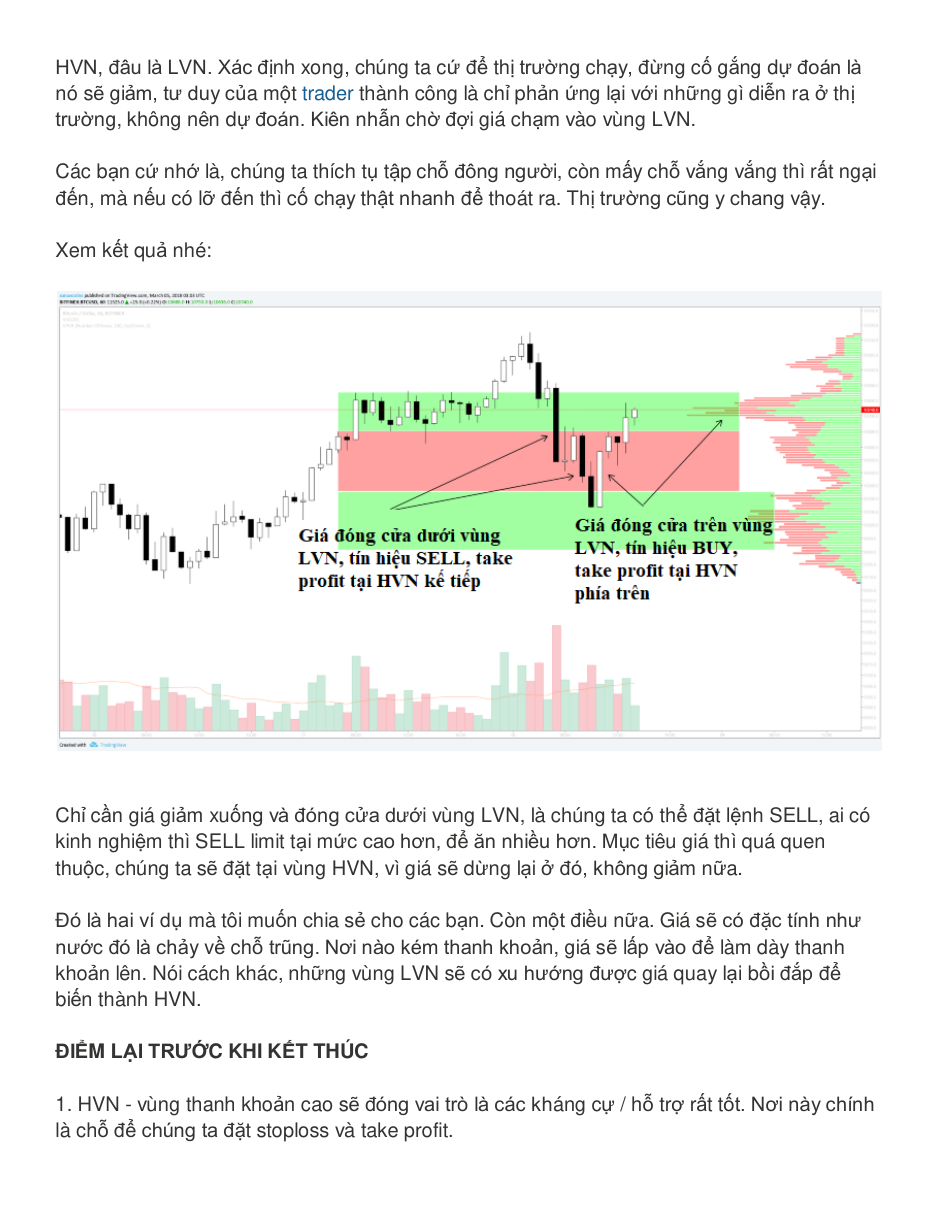 HVN, đâu là LVN. Xác định xong, chúng ta cứ để thị trường chạy, đừng cố gắng dự đoán là
nó sẽ giảm, tư duy của một trader thành công là chỉ phản ứng lại với những gì diễn ra ở thị
trường, không nên dự đoán. Kiên nhẫn chờ đợi giá chạm vào vùng LVN.
Các bạn cứ nhớ là, chúng ta thích tụ tập chỗ đông người, còn mấy chỗ vắng vắng thì rất ngại
đến, mà nếu có lỡ đến thì cố chạy thật nhanh để thoát ra. Thị trường cũng y chang vậy.
Xem kết quả nhé:
published on TradingView.com, March 05, 2018 03:03 UTC
Giá đóng cửa dưới vùng
LVN, tín hiệu SELL, take
profit tại HVN kế tiếp
Giá đóng cửa trên vùng
LVN, tín hiệu BUY,
take profit tại HVN
phía trên
Created with TradingView
Chỉ cần giá giảm xuống và đóng cửa dưới vùng LVN, là chúng ta có thể đặt lệnh SELL, ai có
kinh nghiệm thì SELL limit tại mức cao hơn, để ăn nhiều hơn. Mục tiêu giá thì quá quen
thuộc, chúng ta sẽ đặt tại vùng HVN, vì giá sẽ dừng lại ở đó, không giảm nữa.
Đó là hai ví dụ mà tôi muốn chia sẻ cho các bạn. Còn một điều nữa. Giá sẽ có đặc tính như
nước đó là chảy về chỗ trũng. Nơi nào kém thanh khoản, giá sẽ lấp vào để làm dày thanh
khoản lên. Nói cách khác, những vùng LVN sẽ có xu hướng được giá quay lại bồi đắp để
biến thành HVN.
ĐIỂM LẠI TRƯỚC KHI KẾT THÚC
1. HVN - vùng thanh khoản cao sẽ đóng vai trò là các kháng cự / hỗ trợ rất tốt. Nơi này chính
là chỗ để chúng ta đặt stoploss và take profit.